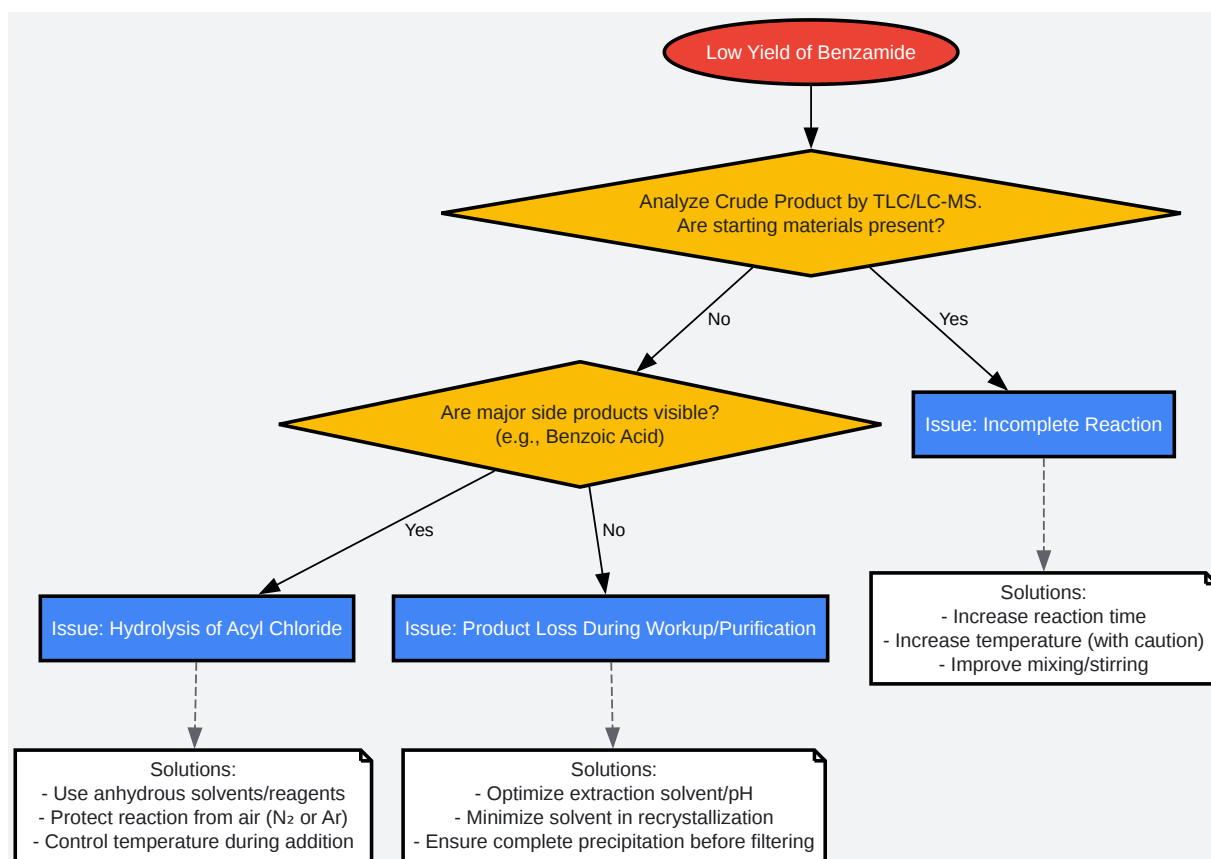 Low Yield of Benzamide
Analyze Crude Product by TLC/LC-MS.
Are starting materials present?
No
Yes
Are major side products visible?
(e.g., Benzoic Acid)
Issue: Incomplete Reaction
Yes
No
Solutions:
- Increase reaction time
- Increase temperature (with caution)
- Improve mixing/stirring
Issue: Hydrolysis of Acyl Chloride
Issue: Product Loss During Workup/Purification
Solutions:
- Use anhydrous solvents/reagents
- Protect reaction from air (N₂ or Ar)
- Control temperature during addition
Solutions:
- Optimize extraction solvent/pH
- Minimize solvent in recrystallization
- Ensure complete precipitation before filtering